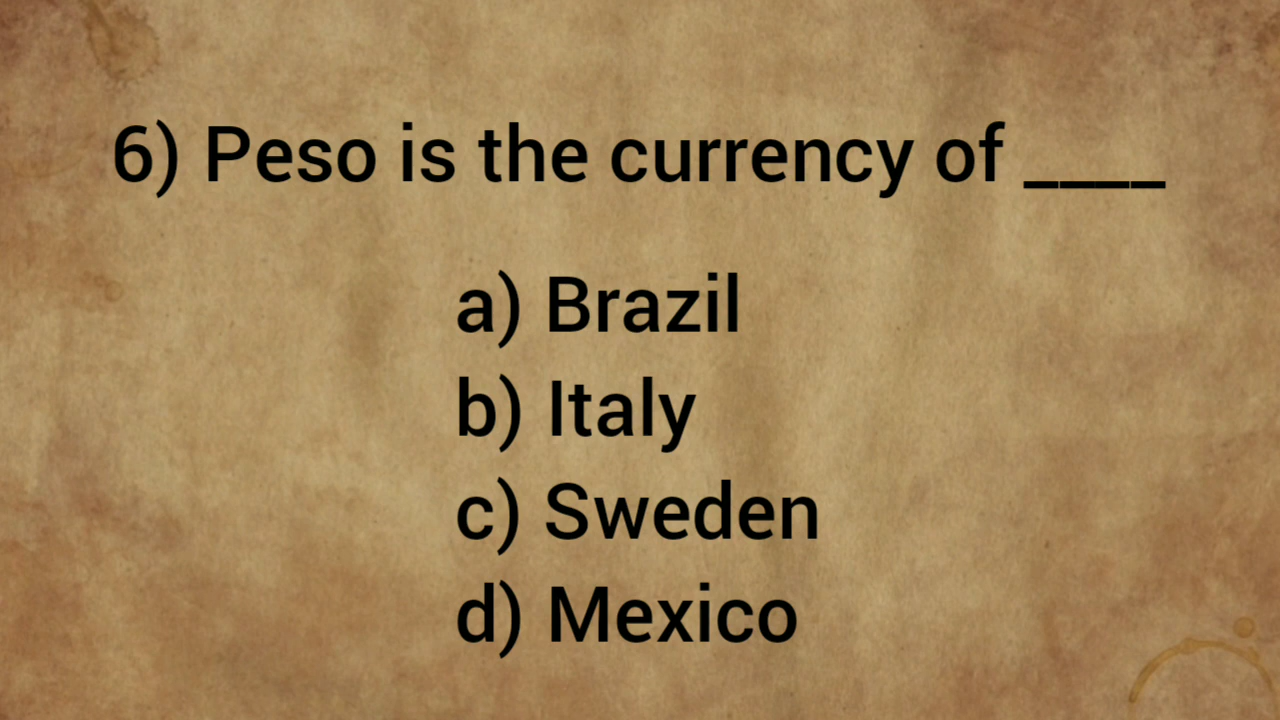 6) Peso is the currency of ____
a) Brazil
b) Italy
c) Sweden
d) Mexico